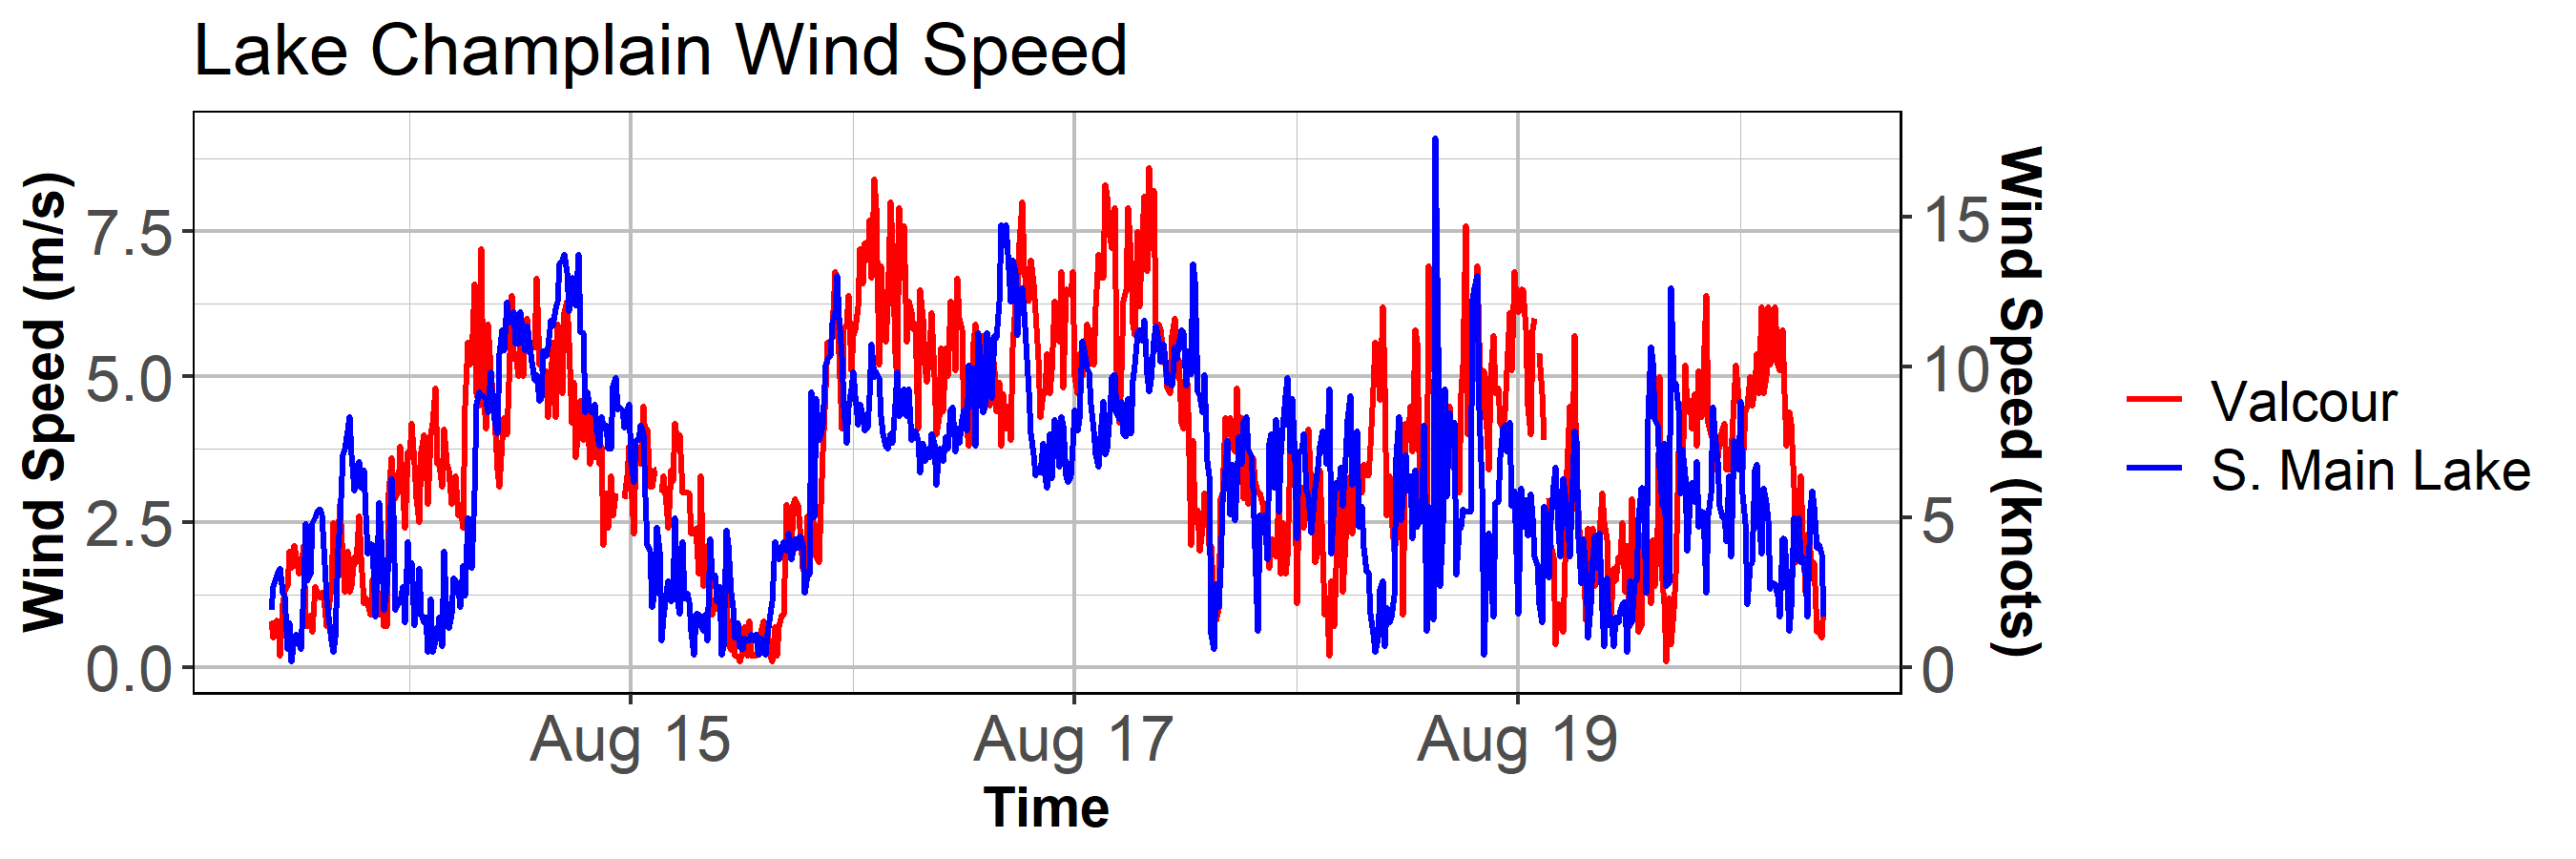 Lake Champlain Wind Speed
Wind Speed (m/s)
7.5
5.0
2.5
0.0
15
10
5
0
Wind Speed (knots)
Aug 15
Aug 17
Aug 19
Time
Valcour
S. Main Lake